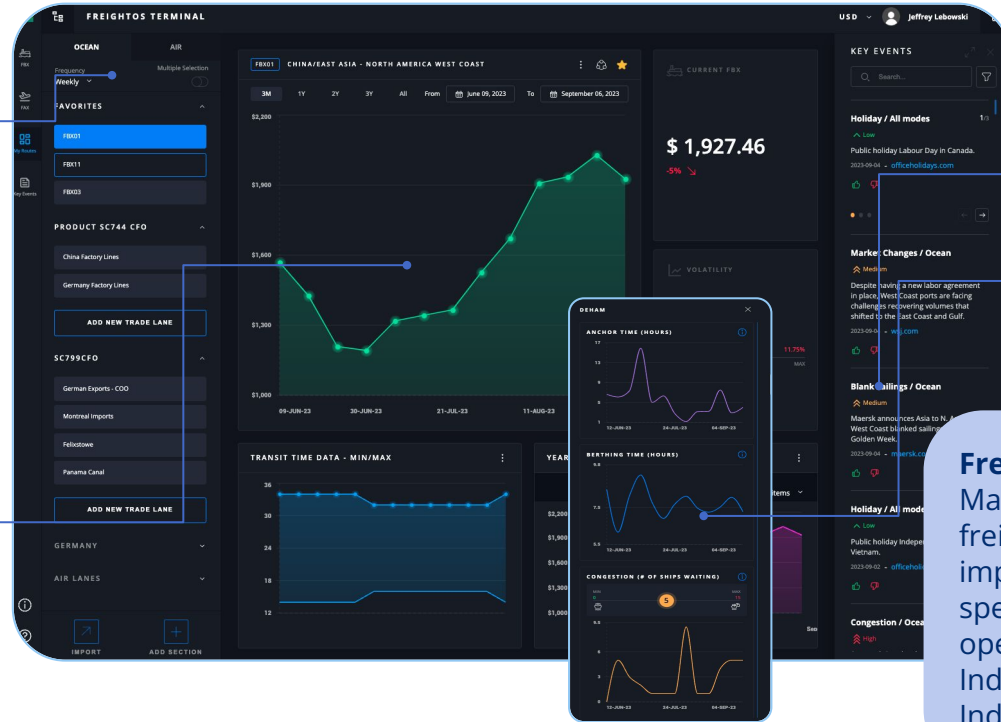 FREIGHTOS TERMINAL
USD
Jeffrey Lebowski
FBX
FAX
My Routes
Key Events
OCEAN
AIR
Frequency
Multiple Selection
Weekly
FAVORITES
FBX01
FBX11
FBX03
PRODUCT SC744 CFO
China Factory Lines
Germany Factory Lines
ADD NEW TRADE LANE
SC799CFO
German Exports - COO
Montreal Imports
Felixstowe
Panama Canal
ADD NEW TRADE LANE
GERMANY
AIR LANES
IMPORT
ADD SECTION
FBX01 CHINA/EAST ASIA - NORTH AMERICA WEST COAST
3M 1Y 2Y 3Y All From June 09, 2023 To September 06, 2023
$2,200
$1,900
$1,600
$1,300
$1,000
09-JUN-23 30-JUN-23 21-JUL-23 11-AUG-23
CURRENT FBX
$ 1,927.46
-5%
VOLATILITY
11.75%
MAX
TRANSIT TIME DATA - MIN/MAX
36
30
24
18
12
YEAR
items
$2,200
$1,900
$1,600
$1,300
$1,000
DEHAM
ANCHOR TIME (HOURS)
17
13
9
5
1
12-JUN-23 24-JUL-23 04-SEP-23
BERTHING TIME (HOURS)
7.5
5.5
12-JUN-23 24-JUL-23 04-SEP-23
CONGESTION (# OF SHIPS WAITING)
MIN
0
5
MAX
6
3
0
12-JUN-23 24-JUL-23 04-SEP-23
KEY EVENTS
Search...
Holiday / All modes
1/3
Low
Public holiday Labour Day in Canada.
2023-09-04 - officeholidays.com
Market Changes / Ocean
Medium
Despite having a new labor agreement
in place, West Coast ports are facing
challenges recovering volumes that
shifted to the East Coast and Gulf.
2023-09-04 - wsj.com
Blank Sailings / Ocean
Medium
Maersk announces Asia to N.
West Coast blanked sailing
Golden Week.
2023-09-04 - maersk.co
Holiday / All mode
Low
Public holiday Indepe
Vietnam.
2023-09-02 - officeholi
Congestion / Ocea
High
Fre
Ma
frei
imp
spe
ope
Ind
Ind